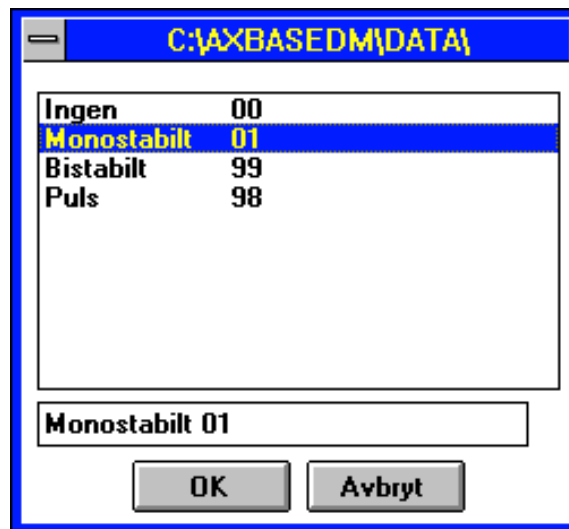 C:\AXBASEDM\DATA\
Ingen 00
Monostabilt 01
Bistabilt 99
Puls 98
Monostabilt 01
OK Avbryt